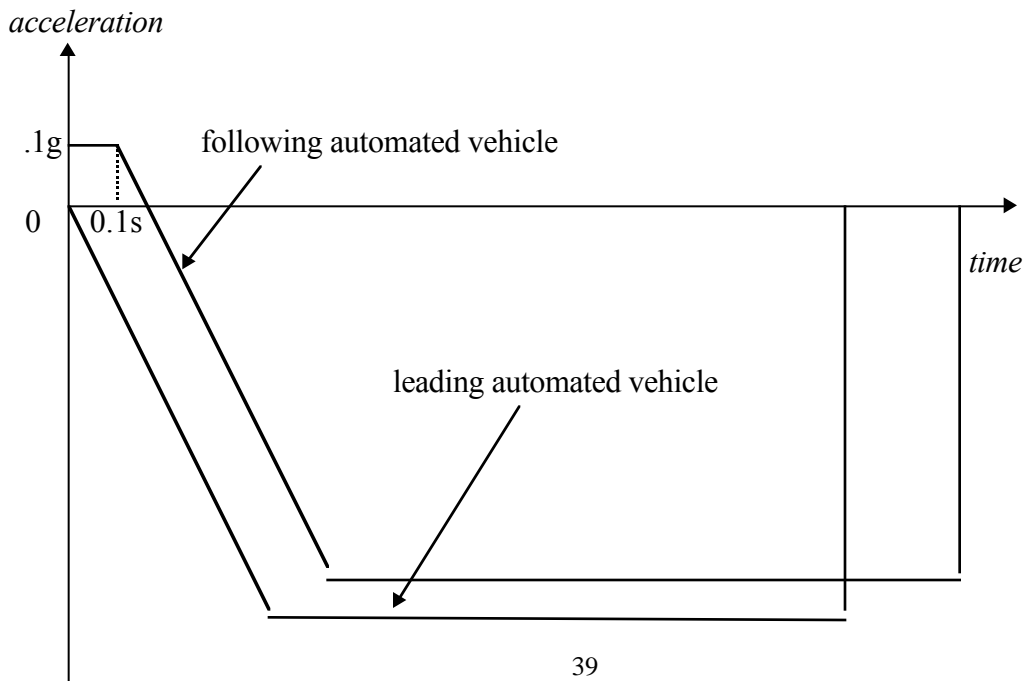 acceleration
.1g
following automated vehicle
0
0.1s
time
leading automated vehicle
39